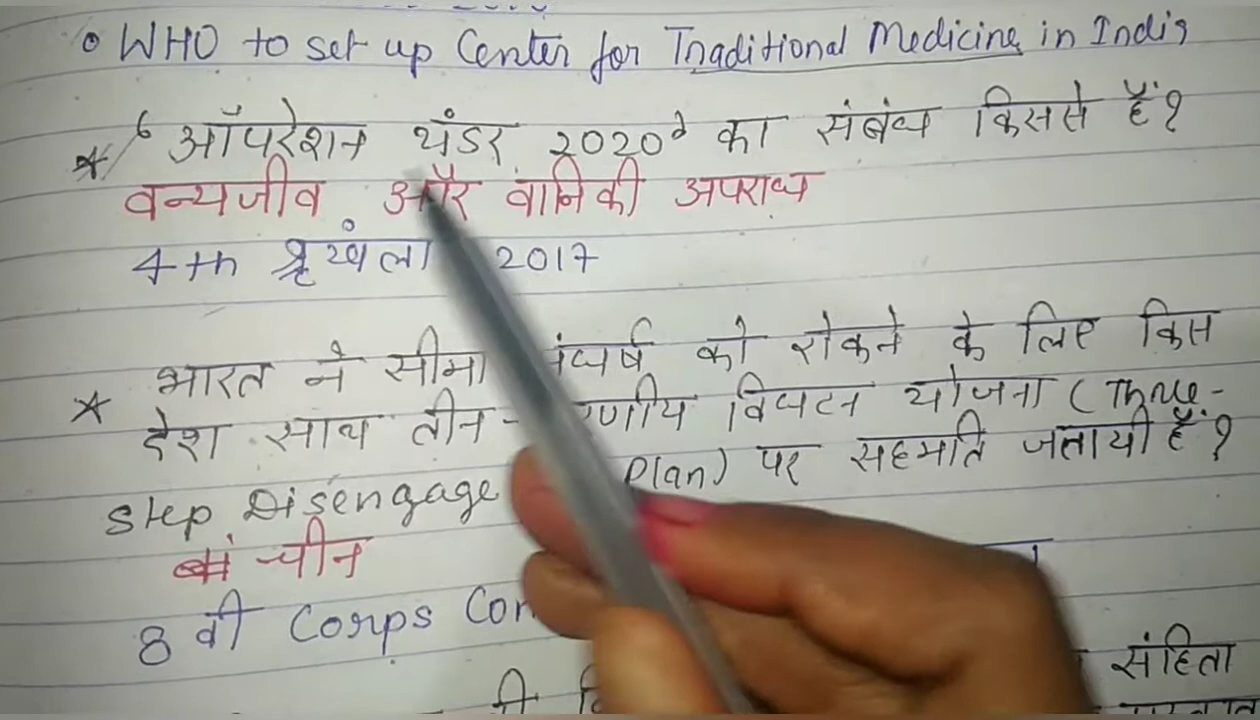 • WHO to set up Center for Traditional Medicine in India
* 'ऑपरेशन थंडर 2020' का संबंध किससे हैं?
वन्यजीव और वानिकी अपराध
4th श्रृंखला 2017
* भारत ने सीमा को रोकने के लिए किस
देश साथ तीन- विघटन योजना (Three-
Step Disengage Plan) पर सहमति जतायी हैं?
चीन
8 वी Corps
संहिता